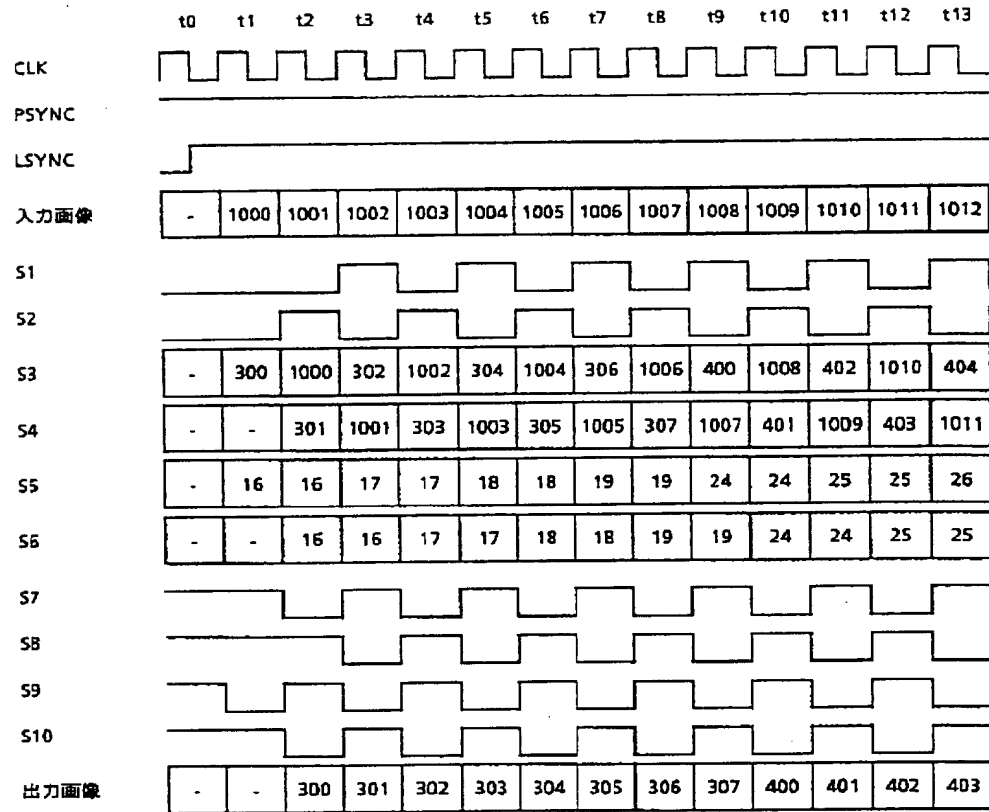 t0 t1 t2 t3 t4 t5 t6 t7 t8 t9 t10 t11 t12 t13
CLK
PSYNC
LSYNC
入力画像 - 1000 1001 1002 1003 1004 1005 1006 1007 1008 1009 1010 1011 1012
S1
S2
S3 - 300 1000 302 1002 304 1004 306 1006 400 1008 402 1010 404
S4 - - 301 1001 303 1003 305 1005 307 1007 401 1009 403 1011
S5 - 16 16 17 17 18 18 19 19 24 24 25 25 26
S6 - - 16 16 17 17 18 18 19 19 24 24 25 25
S7
S8
S9
S10
出力画像 - - 300 301 302 303 304 305 306 307 400 401 402 403